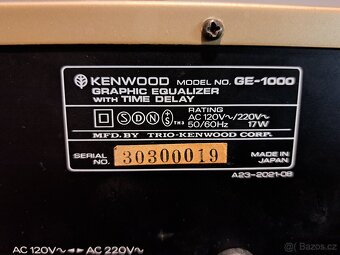 KENWOOD MODEL NO. GE-1000
GRAPHIC EQUALIZER
WITH TIME DELAY
S D N
RATING
AC 120V~/220V~
50/60Hz 17W
MFD. BY TRIO-KENWOOD CORP.
SERIAL NO. 30300019
MADE IN JAPAN
A23-2021-08
AC 120V~ AC 220V~
Bazoš.cz